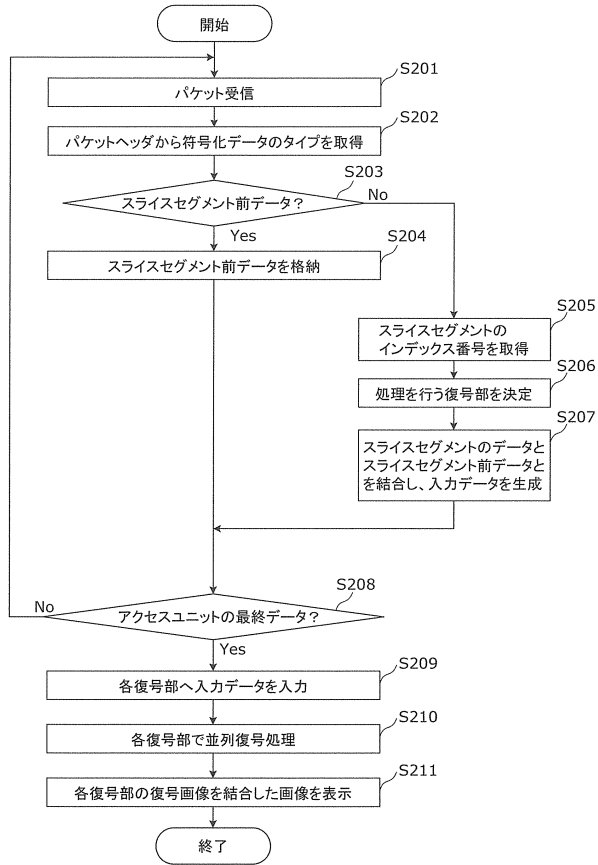 開始
S201
パケット受信
S202
パケットヘッダから符号化データのタイプを取得
S203
スライスセグメント前データ？
No
Yes
S204
スライスセグメント前データを格納
S205
スライスセグメントの
インデックス番号を取得
S206
処理を行う復号部を決定
S207
スライスセグメントのデータと
スライスセグメント前データと
を結合し、入力データを生成
S208
アクセスユニットの最終データ？
No
Yes
S209
各復号部へ入力データを入力
S210
各復号部で並列復号処理
S211
各復号部の復号画像を結合した画像を表示
終了